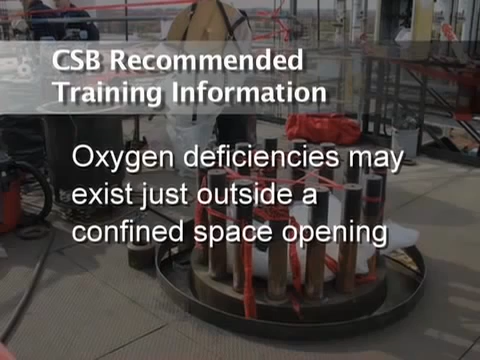 CSB Recommended
Training Information
Oxygen deficiencies may
exist just outside a
confined space opening